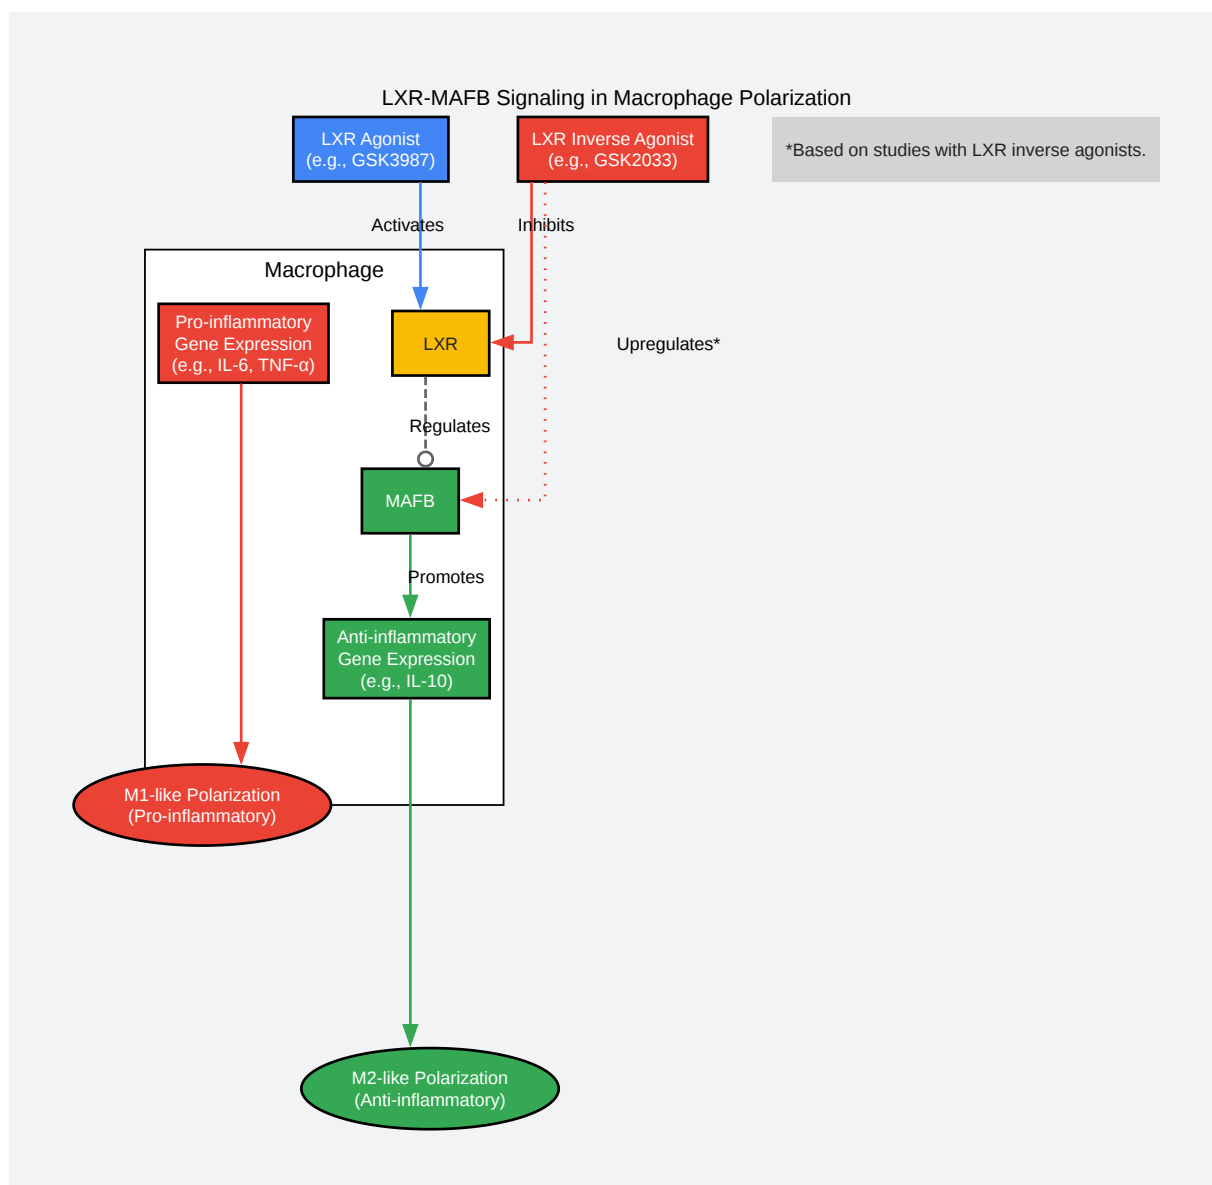 LXR-MAFB Signaling in Macrophage Polarization
LXR Agonist
(e.g., GSK3987)
LXR Inverse Agonist
(e.g., GSK2033)
*Based on studies with LXR inverse agonists.
Activates
Inhibits
Macrophage
Pro-inflammatory
Gene Expression
(e.g., IL-6, TNF-α)
LXR
Upregulates*
Regulates
MAFB
Promotes
Anti-inflammatory
Gene Expression
(e.g., IL-10)
M1-like Polarization
(Pro-inflammatory)
M2-like Polarization
(Anti-inflammatory)